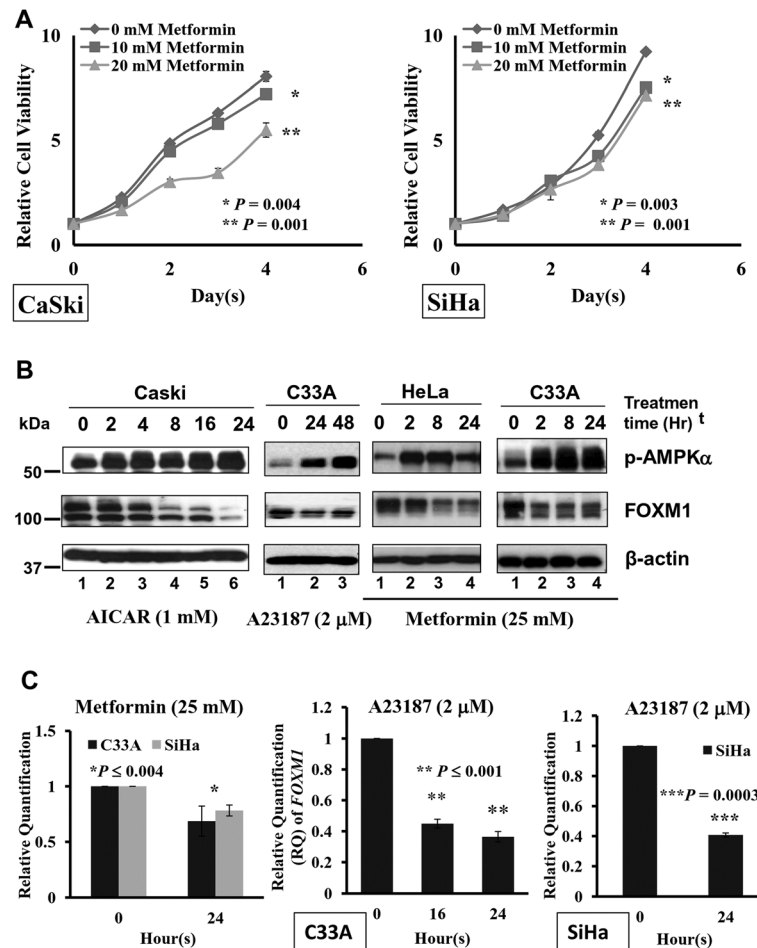 A
Relative Cell Viability
10
5
0
0 mM Metformin
10 mM Metformin
20 mM Metformin
*
**
* P = 0.004
** P = 0.001
0 2 4 6
Day(s)
CaSki
Relative Cell Viability
10
5
0
0 mM Metformin
10 mM Metformin
20 mM Metformin
*
**
* P = 0.003
** P = 0.001
0 2 4 6
Day(s)
SiHa
B
Caski C33A HeLa C33A
kDa 0 2 4 8 16 24 0 24 48 0 2 8 24 0 2 8 24 Treatmen
time (Hr) t
50 p-AMPKα
100 FOXM1
37 β-actin
1 2 3 4 5 6 1 2 3 1 2 3 4 1 2 3 4
AICAR (1 mM) A23187 (2 μM) Metformin (25 mM)
C
Metformin (25 mM)
Relative Quantification
1.5
1
0.5
0
C33A SiHa
*P ≤ 0.004
*
0 24
Hour(s)
A23187 (2 μM)
Relative Quantification
(RQ) of FOXM1
1.2
1
0.8
0.6
0.4
0.2
0
** P ≤ 0.001
** **
0 16 24
C33A Hour(s)
A23187 (2 μM)
Relative Quantification
1.2
1
0.8
0.6
0.4
0.2
0
SiHa
***P = 0.0003
***
0 24
SiHa Hour(s)